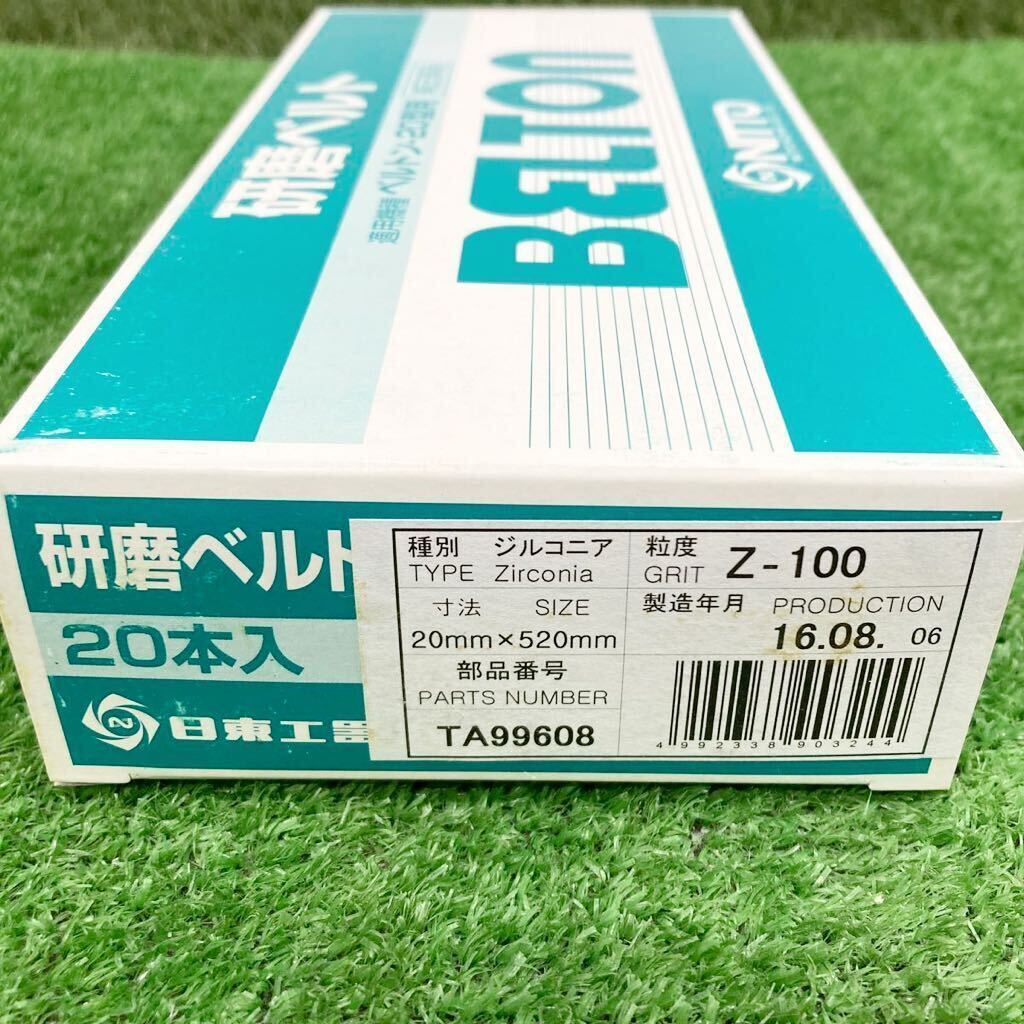 研磨ベルト
BELTON
NITTO
研磨ベルト
20本入
日東工器
種別 ジルコニア
TYPE Zirconia
粒度
GRIT Z-100
寸法 SIZE
20mm×520mm
製造年月 PRODUCTION
16.08. 06
部品番号
PARTS NUMBER
TA99608
4992338903244